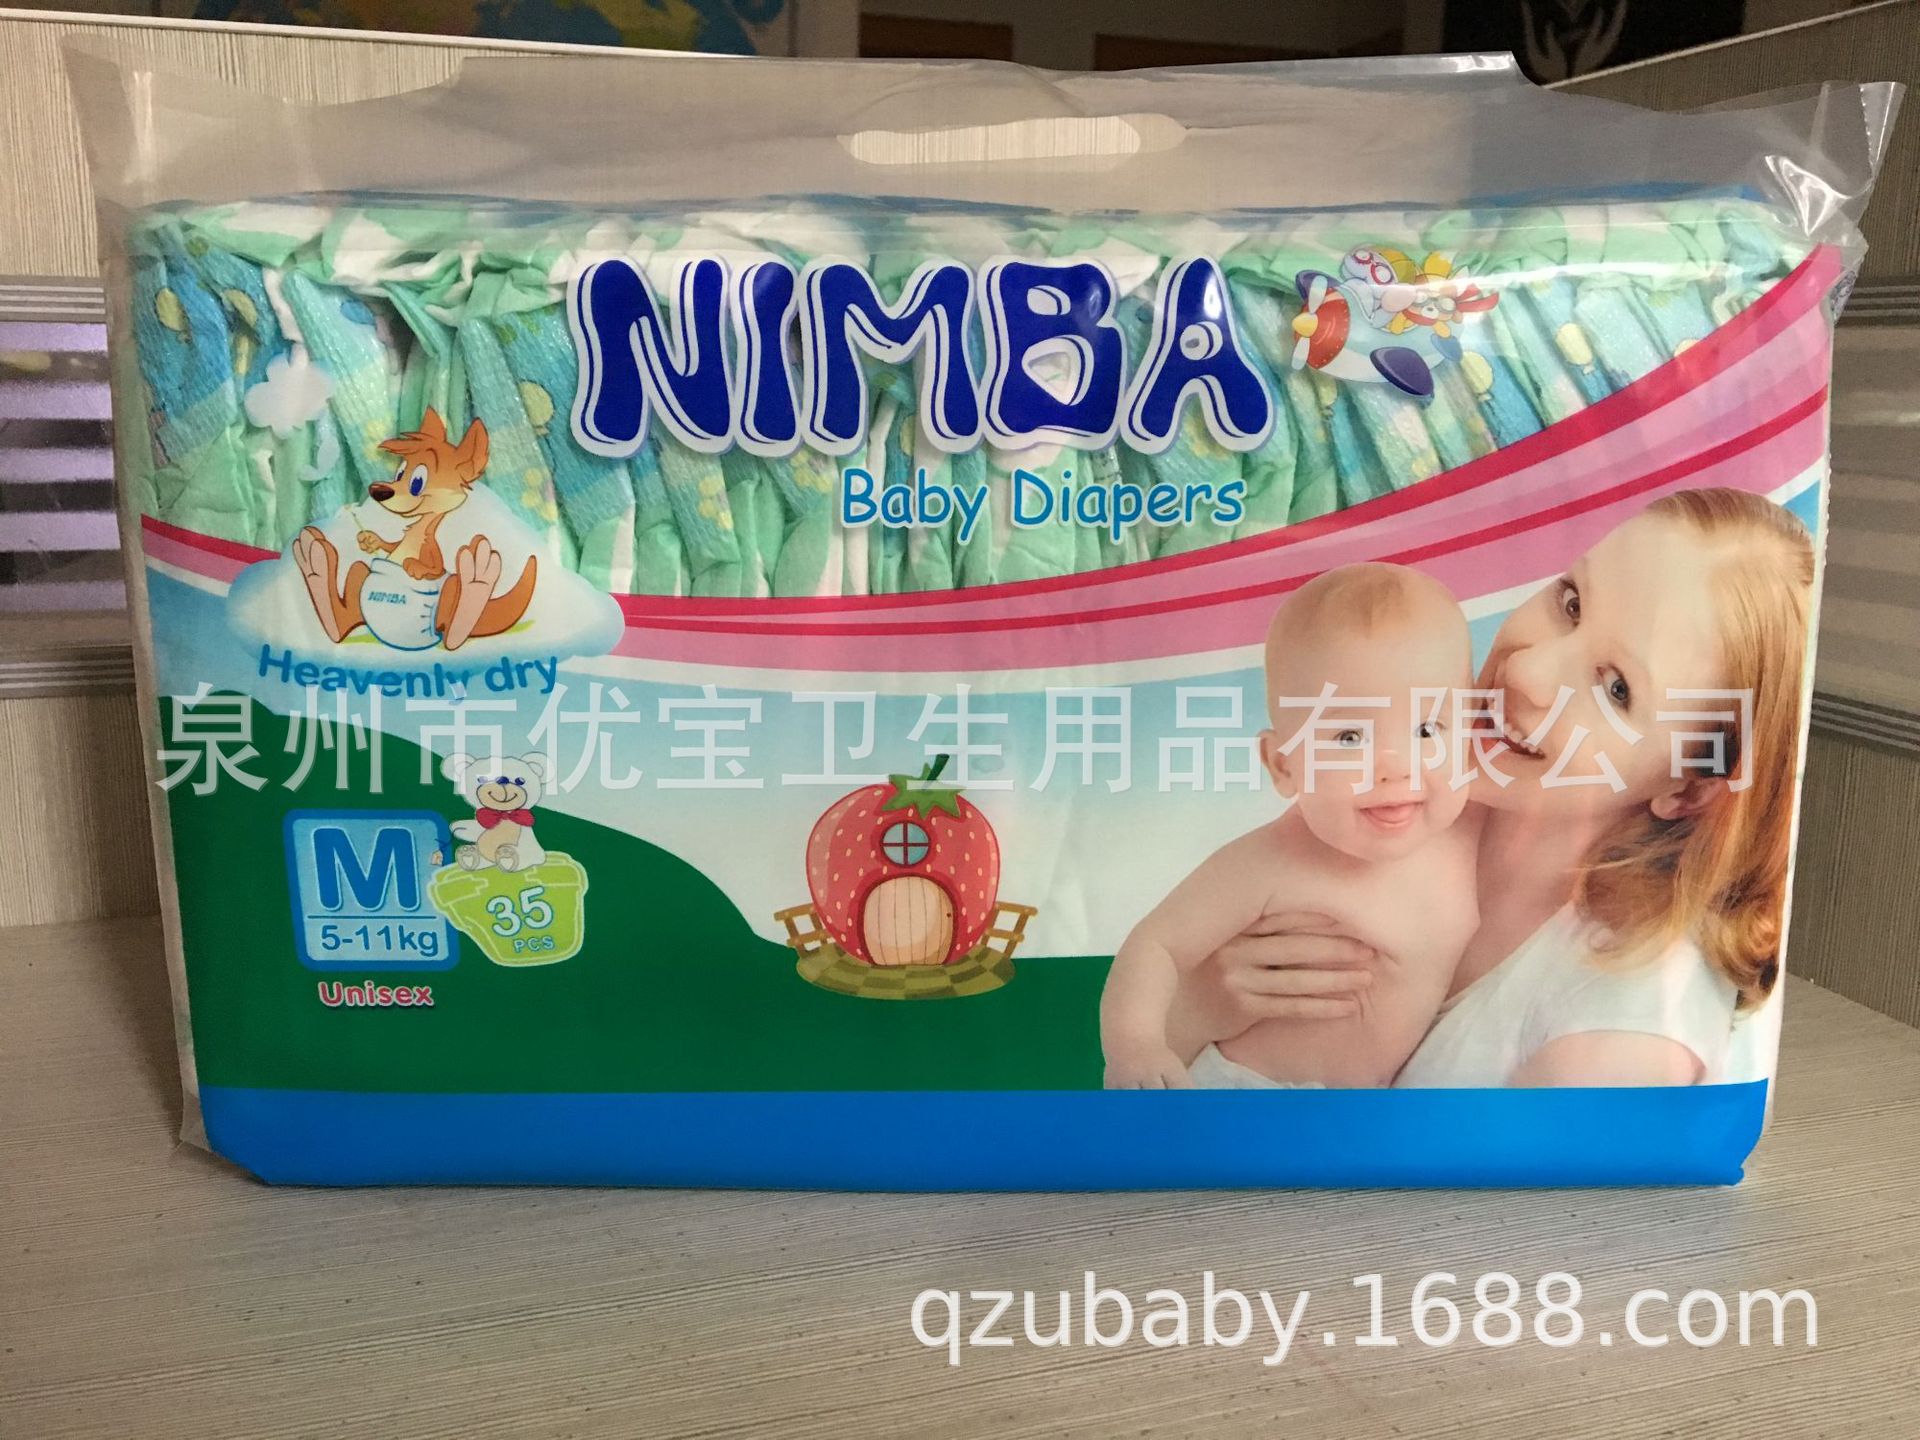 NIMBA
Baby Diapers
NIMBA
Heavenly dry
泉州市优宝卫生用品有限公司
M
5-11kg
35
PCS
Unisex
qzubaby.1688.com